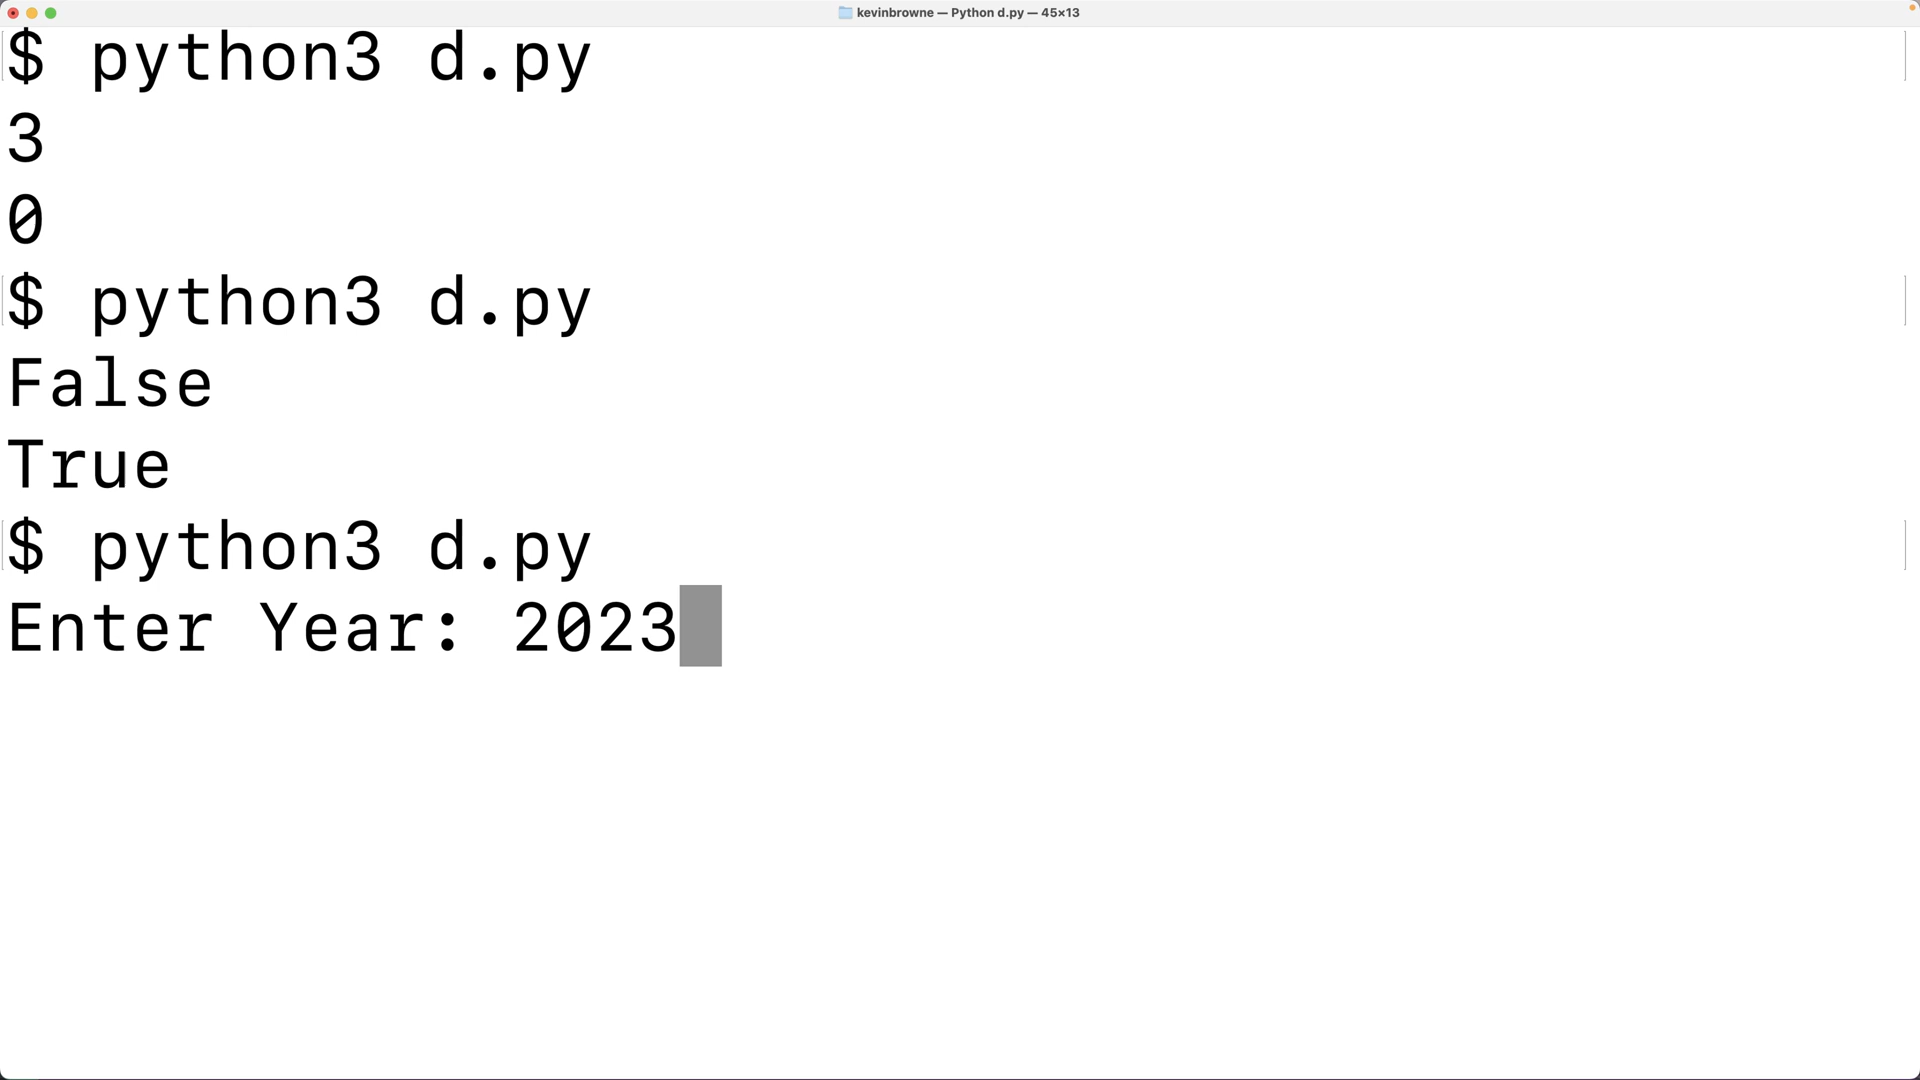 kevinbrowne — Python d.py — 45×13
$ python3 d.py
3
0
$ python3 d.py
False
True
$ python3 d.py
Enter Year: 2023